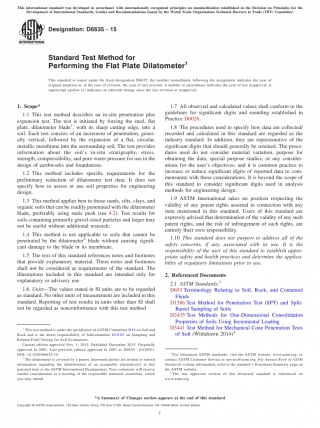 This international standard was developed in accordance with internationally recognized principles on standardization established in the Decision on Principles for the
Development of International Standards, Guides and Recommendations issued by the World Trade Organization Technical Barriers to Trade (TBT) Committee.
Designation: D6635 − 15
Standard Test Method for
Performing the Flat Plate Dilatometer1
This standard is issued under the fixed designation D6635; the number immediately following the designation indicates the year of
original adoption or, in the case of revision, the year of last revision. A number in parentheses indicates the year of last reapproval. A
superscript epsilon (ε) indicates an editorial change since the last revision or reapproval.
1. Scope*
1.1 This test method describes an in-situ penetration plus
expansion test. The test is initiated by forcing the steel, flat
plate, dilatometer blade2, with its sharp cutting edge, into a
soil. Each test consists of an increment of penetration, gener-
ally vertical, followed by the expansion of a flat, circular,
metallic membrane into the surrounding soil. The test provides
information about the soil's in-situ stratigraphy, stress,
strength, compressibility, and pore-water pressure for use in the
design of earthworks and foundations.
1.2 This method includes specific requirements for the
preliminary reduction of dilatometer test data. It does not
specify how to assess or use soil properties for engineering
design.
1.3 This method applies best to those sands, silts, clays, and
organic soils that can be readily penetrated with the dilatometer
blade, preferably using static push (see 4.2). Test results for
soils containing primarily gravel-sized particles and larger may
not be useful without additional research.
1.4 This method is not applicable to soils that cannot be
penetrated by the dilatometer blade without causing signifi-
cant damage to the blade or its membrane.
1.5 The text of this standard references notes and footnotes
that provide explanatory material. These notes and footnotes
shall not be considered as requirements of the standard. The
illustrations included in this standard are intended only for
explanatory or advisory use
1.6 Units—The values stated in SI units are to be regarded
as standard. No other units of measurement are included in this
standard. Reporting of test results in units other than SI shall
not be regarded as nonconformance with this test method
1 This test method is under the jurisdiction of ASTM Committee D18 on Soil and
Rock and is the direct responsibility of Subcommittee D18.02 on Sampling and
Related Field Testing for Soil Evaluations.
Current edition approved Nov. 1, 2015. Published December 2015. Originally
approved in 2001. Last previous edition approved in 2007 as D6635 – 01(2007).
DOI: 10.1520/D6635-15
2 The dilatometer is covered by a patent. Interested parties are invited to submit
information regarding the identification of an acceptable alternative(s) to this
patented item to the ASTM International Headquarters. Your comments will receive
careful consideration at a meeting of the responsible technical committee, which
you may attend.
1.7 All observed and calculated values shall conform to the
guidelines for significant digits and rounding established in
Practice D6026.
1.8 The procedures used to specify how data are collected/
recorded and calculated in this standard are regarded as the
industry standard. In addition, they are representative of the
significant digits that should generally be retained. The proce-
dures used do not consider material variation, purpose for
obtaining the data, special purpose studies, or any consider-
ations for the user's objectives; and it is common practice to
increase or reduce significant digits of reported data to com-
mensurate with these considerations. It is beyond the scope of
this standard to consider significant digits used in analysis
methods for engineering design.
1.9 ASTM International takes no position respecting the
validity of any patent rights asserted in connection with any
item mentioned in this standard. Users of this standard are
expressly advised that determination of the validity of any such
patent rights, and the risk of infringement of such rights, are
entirely their own responsibility.
1.10 This standard does not purport to address all of the
safety concerns, if any, associated with its use. It is the
responsibility of the user of this standard to establish appro-
priate safety and health practices and determine the applica-
bility of regulatory limitations prior to use.
2. Referenced Documents
2.1 ASTM Standards:3
D653 Terminology Relating to Soil, Rock, and Contained
Fluids
D1586 Test Method for Penetration Test (SPT) and Split-
Barrel Sampling of Soils
D2435 Test Methods for One-Dimensional Consolidation
Properties of Soils Using Incremental Loading
D3441 Test Method for Mechanical Cone Penetration Tests
of Soil (Withdrawn 2014)4
3 For referenced ASTM standards, visit the ASTM website, www.astm.org, or
contact ASTM Customer Service at service@astm.org. For Annual Book of ASTM
Standards volume information, refer to the standard's Document Summary page on
the ASTM website.
4 The last approved version of this historical standard is referenced on
www.astm.org.
*A Summary of Changes section appears at the end of this standard
Copyright © ASTM International, 100 Barr Harbor Drive, PO Box C700, West Conshohocken, PA 19428-2959. United States
1